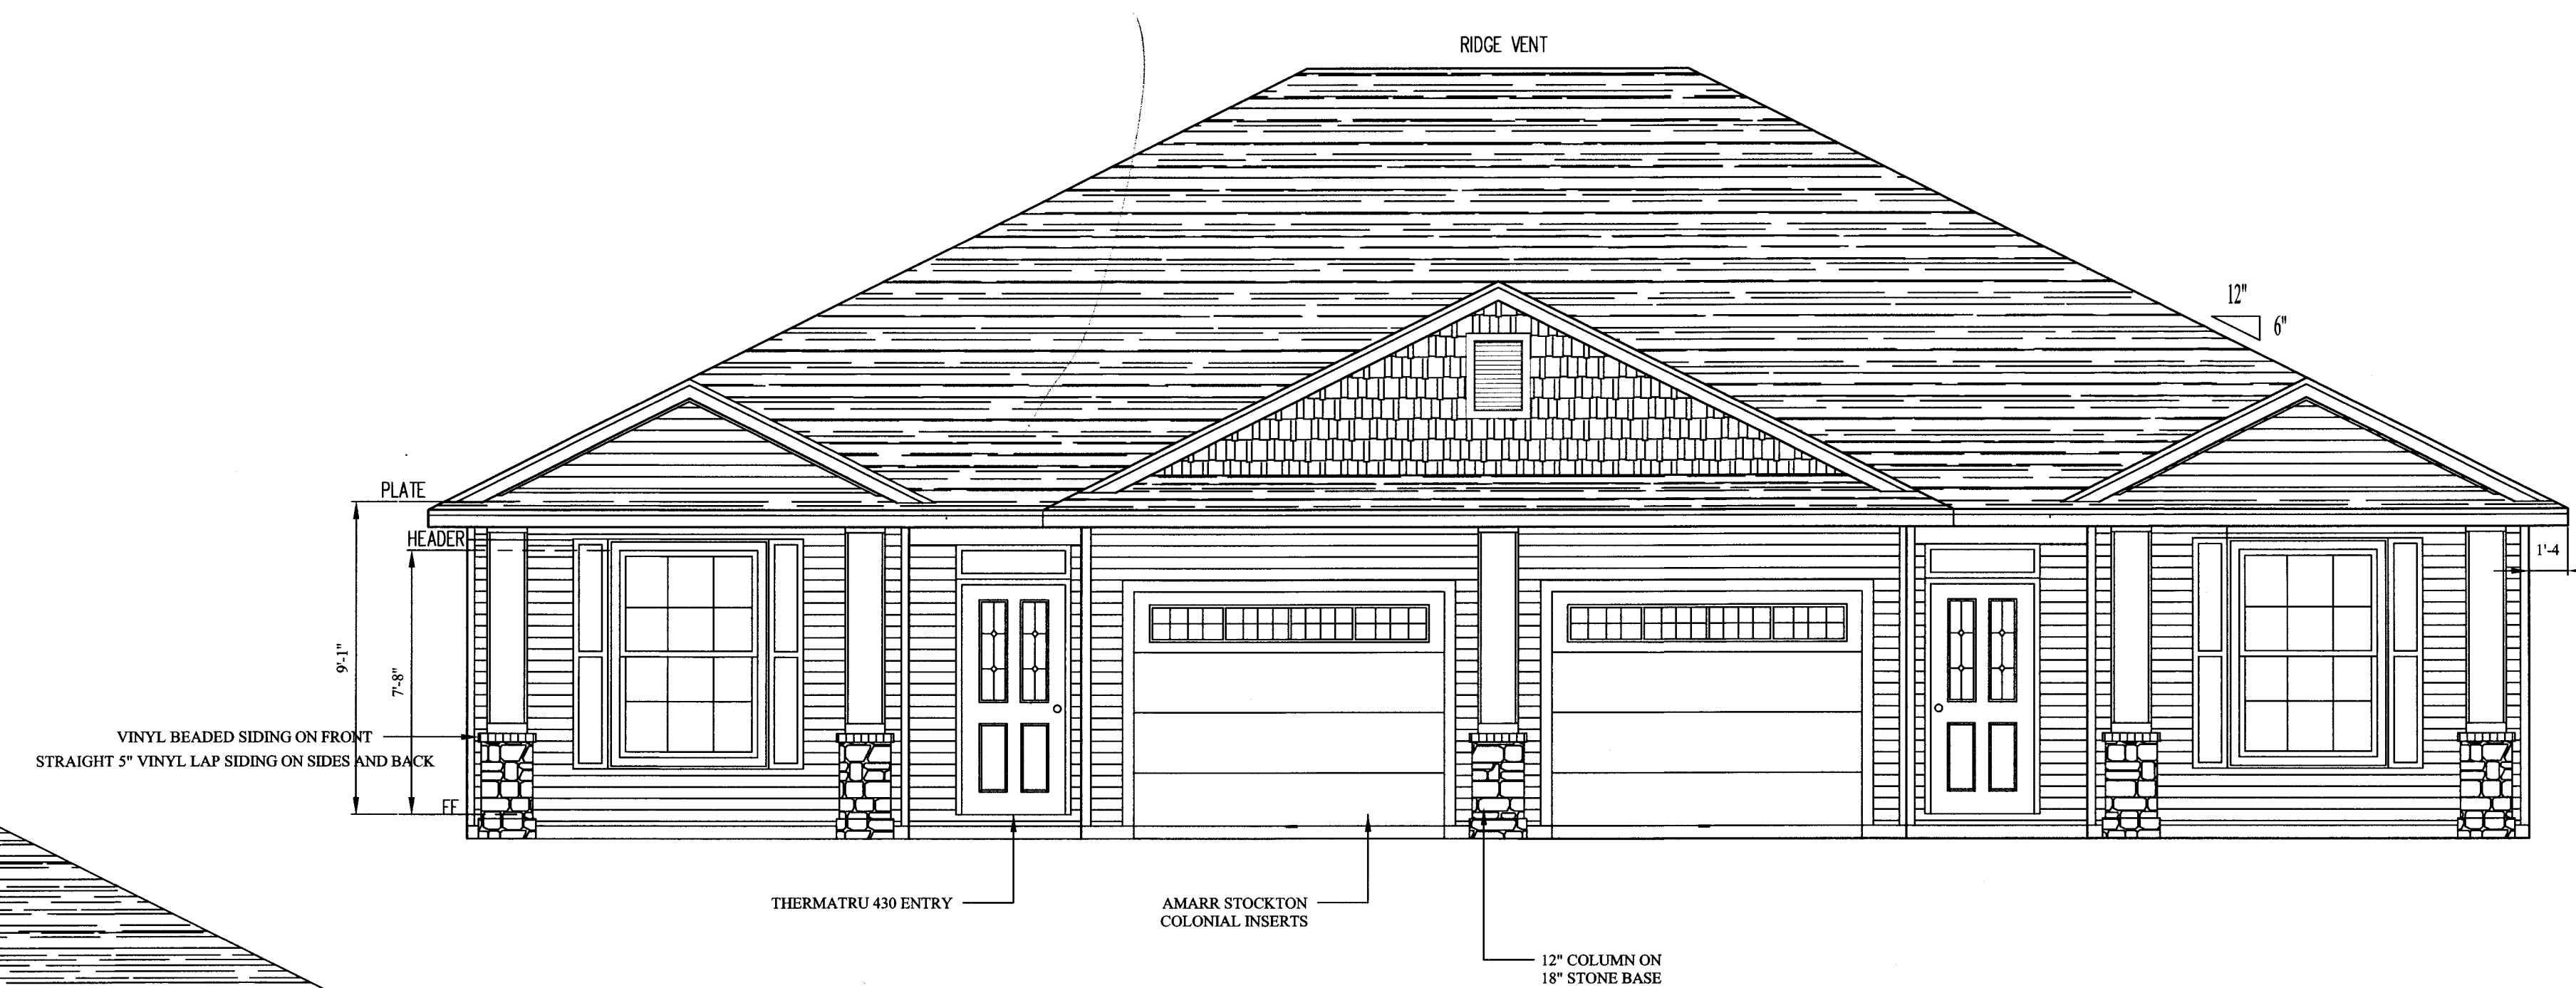 RIDGE VENT
12"
6"
PLATE
HEADER
1'-4
9'-1"
7'-8"
VINYL BEADED SIDING ON FRONT
STRAIGHT 5" VINYL LAP SIDING ON SIDES AND BACK
FF
THERMATRU 430 ENTRY
AMARR STOCKTON
COLONIAL INSERTS
12" COLUMN ON
18" STONE BASE